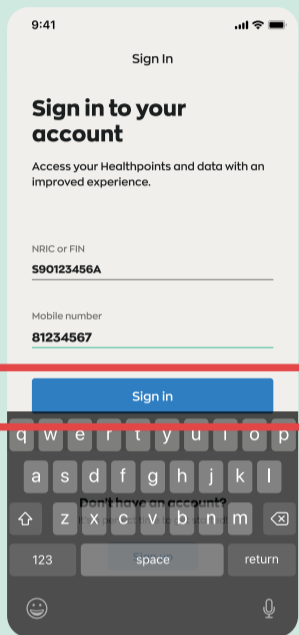 9:41
Sign In
Sign in to your
account
Access your Healthpoints and data with an
improved experience.
NRIC or FIN
S90123456A
Mobile number
81234567
Sign in
q w e r t y u i o p
a s d f g h j k l
Don't have an account?
z x c v b n m
123 space return